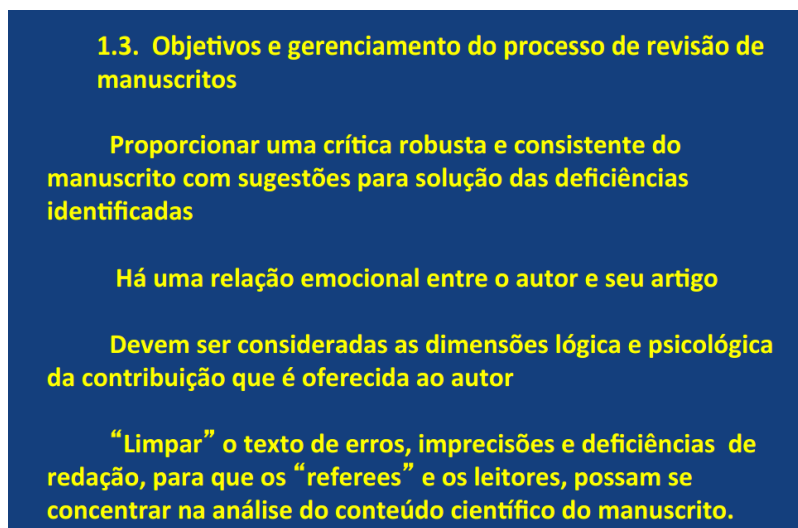 1.3.  Objetivos e gerenciamento do processo de revisão de
manuscritos
Proporcionar uma crítica robusta e consistente do
manuscrito com sugestões para solução das deficiências
identificadas
Há uma relação emocional entre o autor e seu artigo
Devem ser consideradas as dimensões lógica e psicológica
da contribuição que é oferecida ao autor
“Limpar” o texto de erros, imprecisões e deficiências  de
redação, para que os “referees” e os leitores, possam se
concentrar na análise do conteúdo científico do manuscrito.